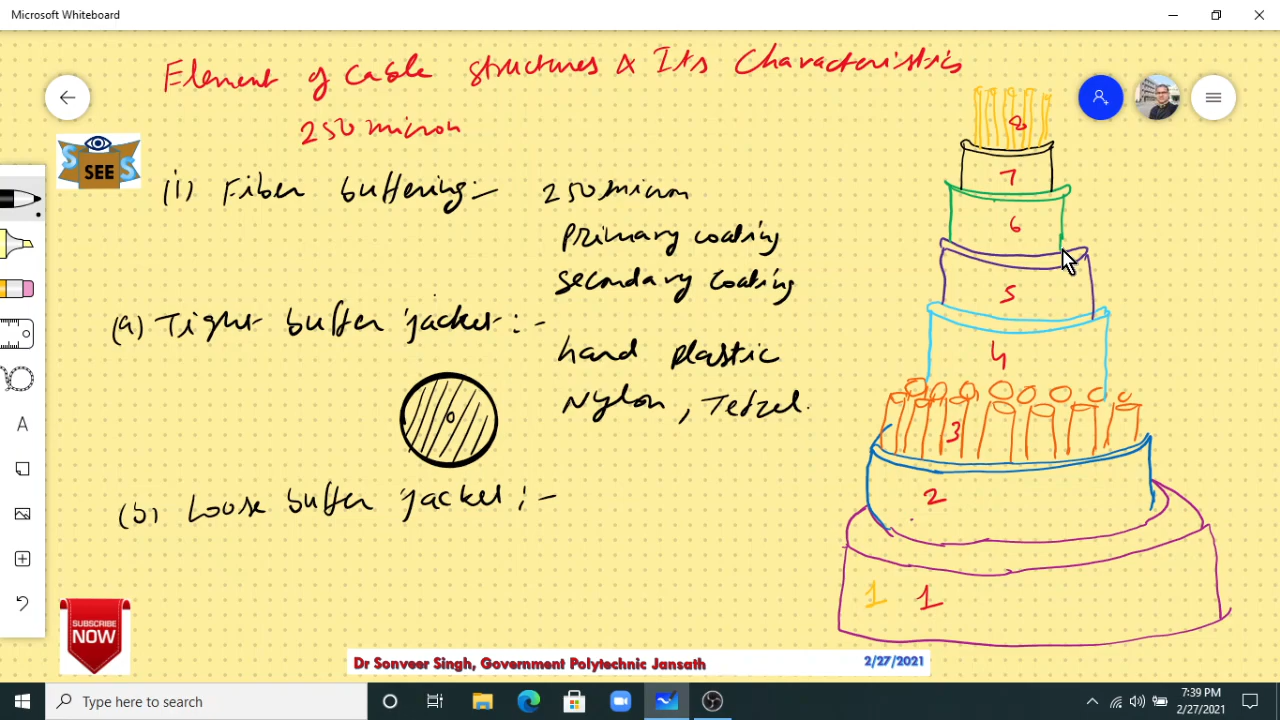 Microsoft Whiteboard
Element of Cable structures & Its Characteristics
250 micron
S SEE S
(ii) Fiber buffering:- 250 micron
Primary coating
secondary coating
(a) Tight buffer jacket:-
hard plastic
Nylon, Tefzel.
(b) Loose buffer jacket:-
8
7
6
5
4
3
2
1 1
A
SUBSCRIBE
NOW
Dr Sonveer Singh, Government Polytechnic Jansath 2/27/2021
Type here to search
7:39 PM
2/27/2021